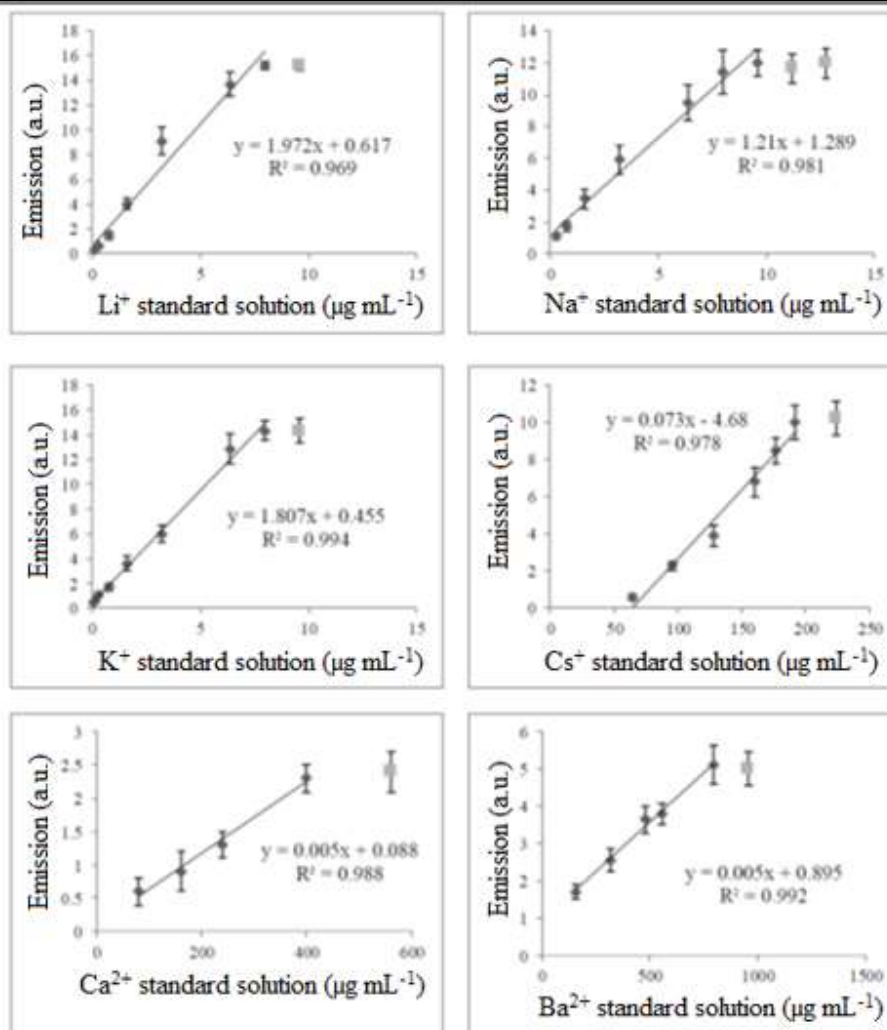 Emission (a.u.)
18
16
14
12
10
8
6
4
2
0
y = 1.972x + 0.617
R² = 0.969
0 5 10 15
Li⁺ standard solution (µg mL⁻¹)
Emission (a.u.)
14
12
10
8
6
4
2
0
y = 1.21x + 1.289
R² = 0.981
0 5 10 15
Na⁺ standard solution (µg mL⁻¹)
Emission (a.u.)
18
16
14
12
10
8
6
4
2
0
y = 1.807x + 0.455
R² = 0.994
0 5 10 15
K⁺ standard solution (µg mL⁻¹)
Emission (a.u.)
12
10
8
6
4
2
0
y = 0.073x - 4.68
R² = 0.978
0 50 100 150 200 250
Cs⁺ standard solution (µg mL⁻¹)
Emission (a.u.)
3
2.5
2
1.5
1
0.5
0
y = 0.005x + 0.088
R² = 0.988
0 200 400 600
Ca²⁺ standard solution (µg mL⁻¹)
Emission (a.u.)
6
5
4
3
2
1
0
y = 0.005x + 0.895
R² = 0.992
0 500 1000 1500
Ba²⁺ standard solution (µg mL⁻¹)